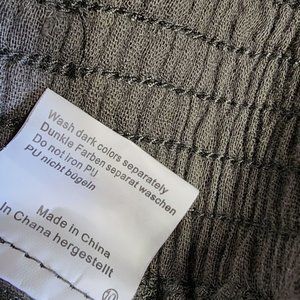 Wash dark colors separately
Dunkle Farben separat waschen
Do not iron PU
PU nicht bügeln
Made in China
In Chana hergestellt